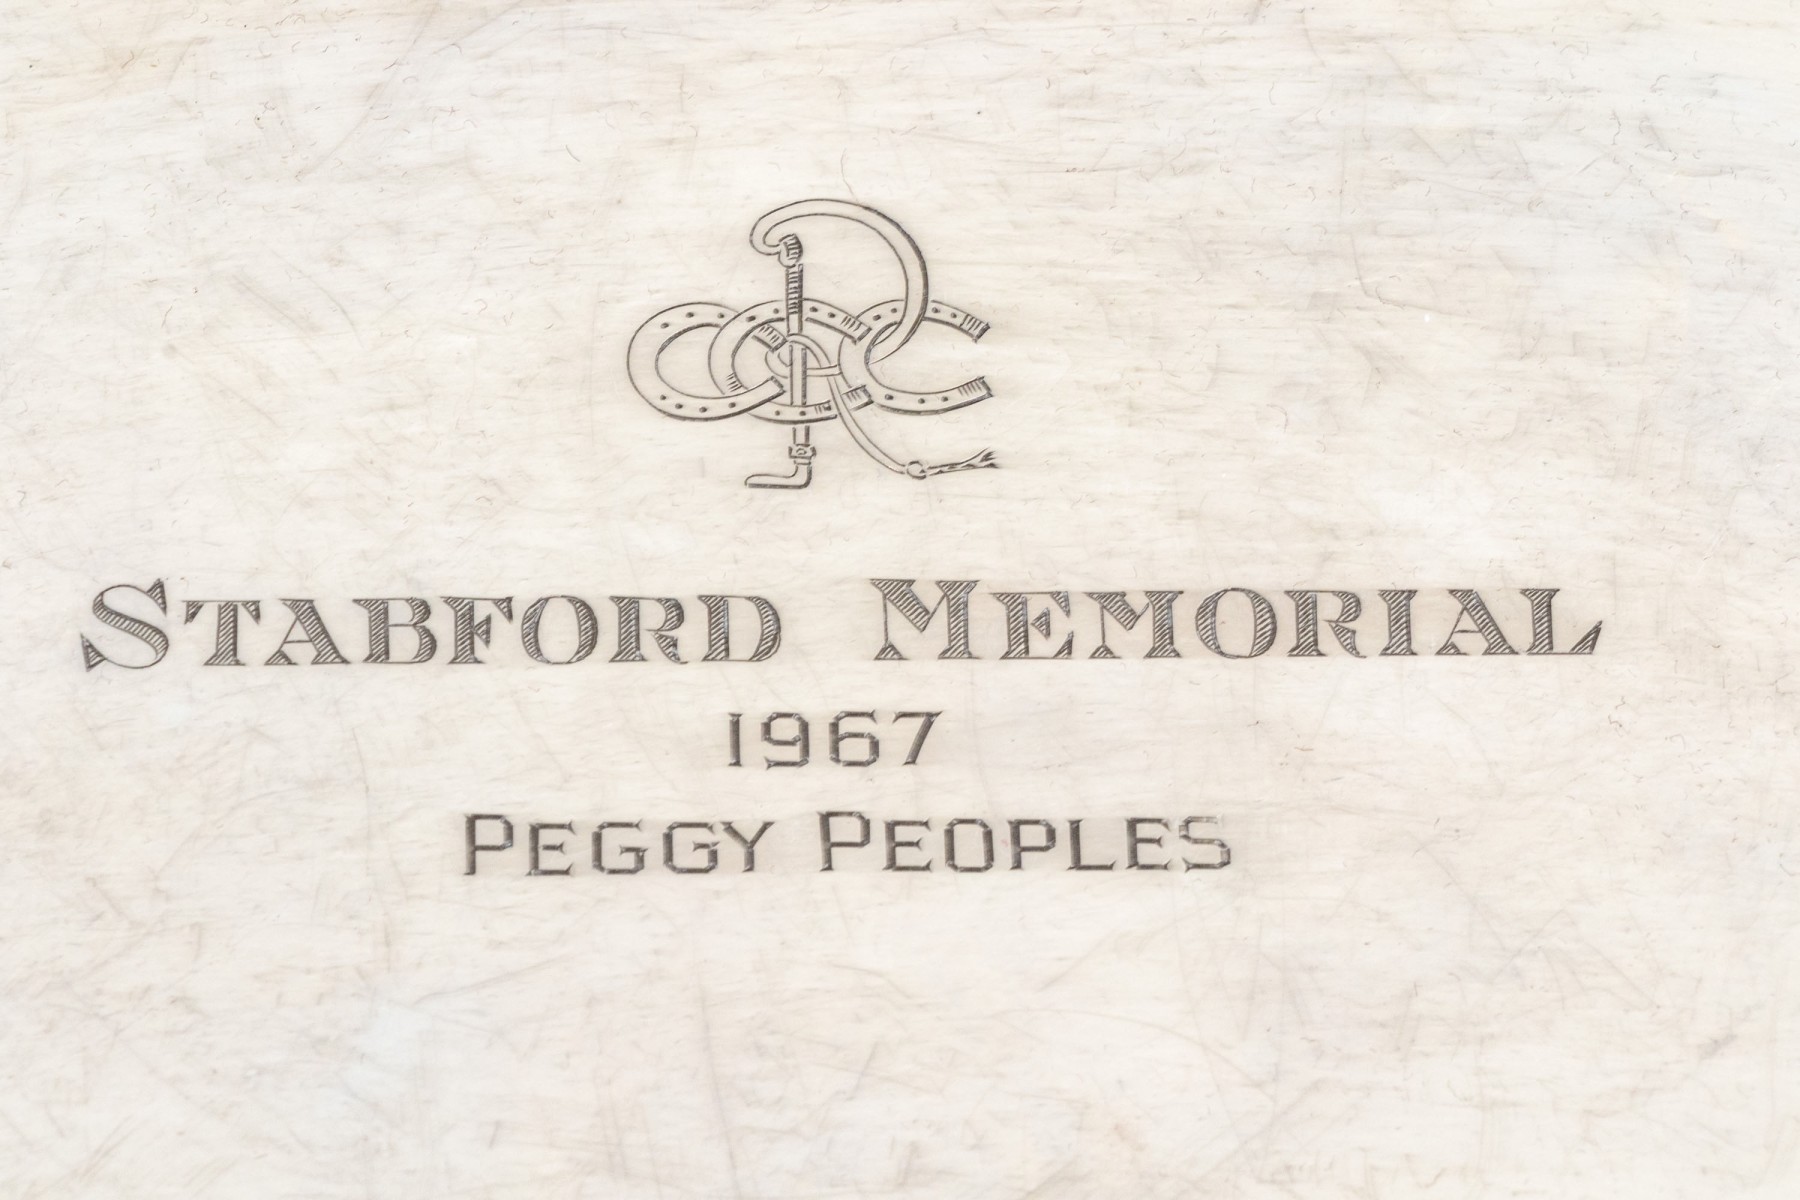 STABFORD MEMORIAL
1967
PEGGY PEOPLES